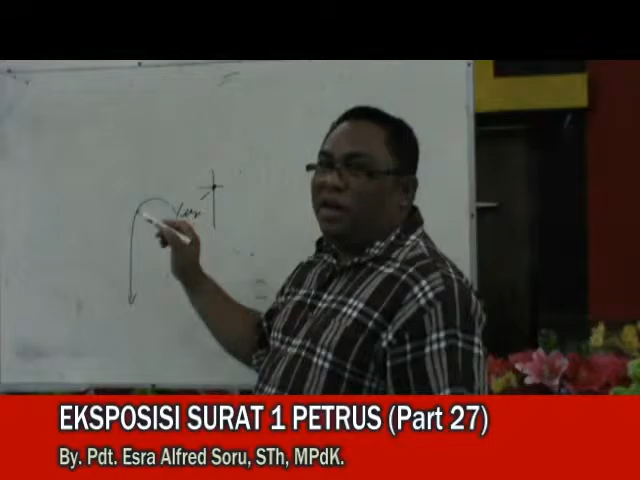 EKSPOSISI SURAT 1 PETRUS (Part 27)
By. Pdt. Esra Alfred Soru, STh, MPdK.